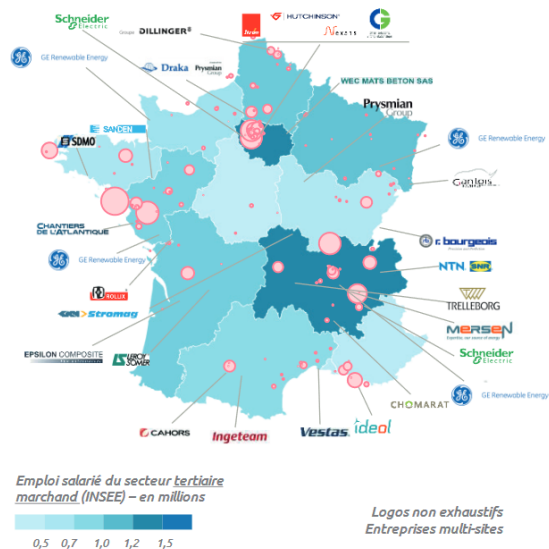 Schneider
Electric
Groupe DILLINGER
HUTCHINSON
Nexans
GE Renewable Energy
Draka
Prysmian
Group
WEC MATS BETON SAS
Prysmian
Group
SANDEN
SDMO
GE Renewable Energy
Gantois
CHANTIERS
DE L'ATLANTIQUE
r. bourgeois
GE Renewable Energy
NTN. SNR
ROLLIX
TRELLEBORG
Stromag
MERSEN
EPSILON COMPOSITE
LEROY
SOMER
Schneider
Electric
GE Renewable Energy
CHOMARAT
CAHORS
Ingeteam
Vestas
ideol
Emploi salarié du secteur tertiaire
marchand (INSEE) – en millions
0,5 0,7 1,0 1,2 1,5
Logos non exhaustifs
Entreprises multi-sites